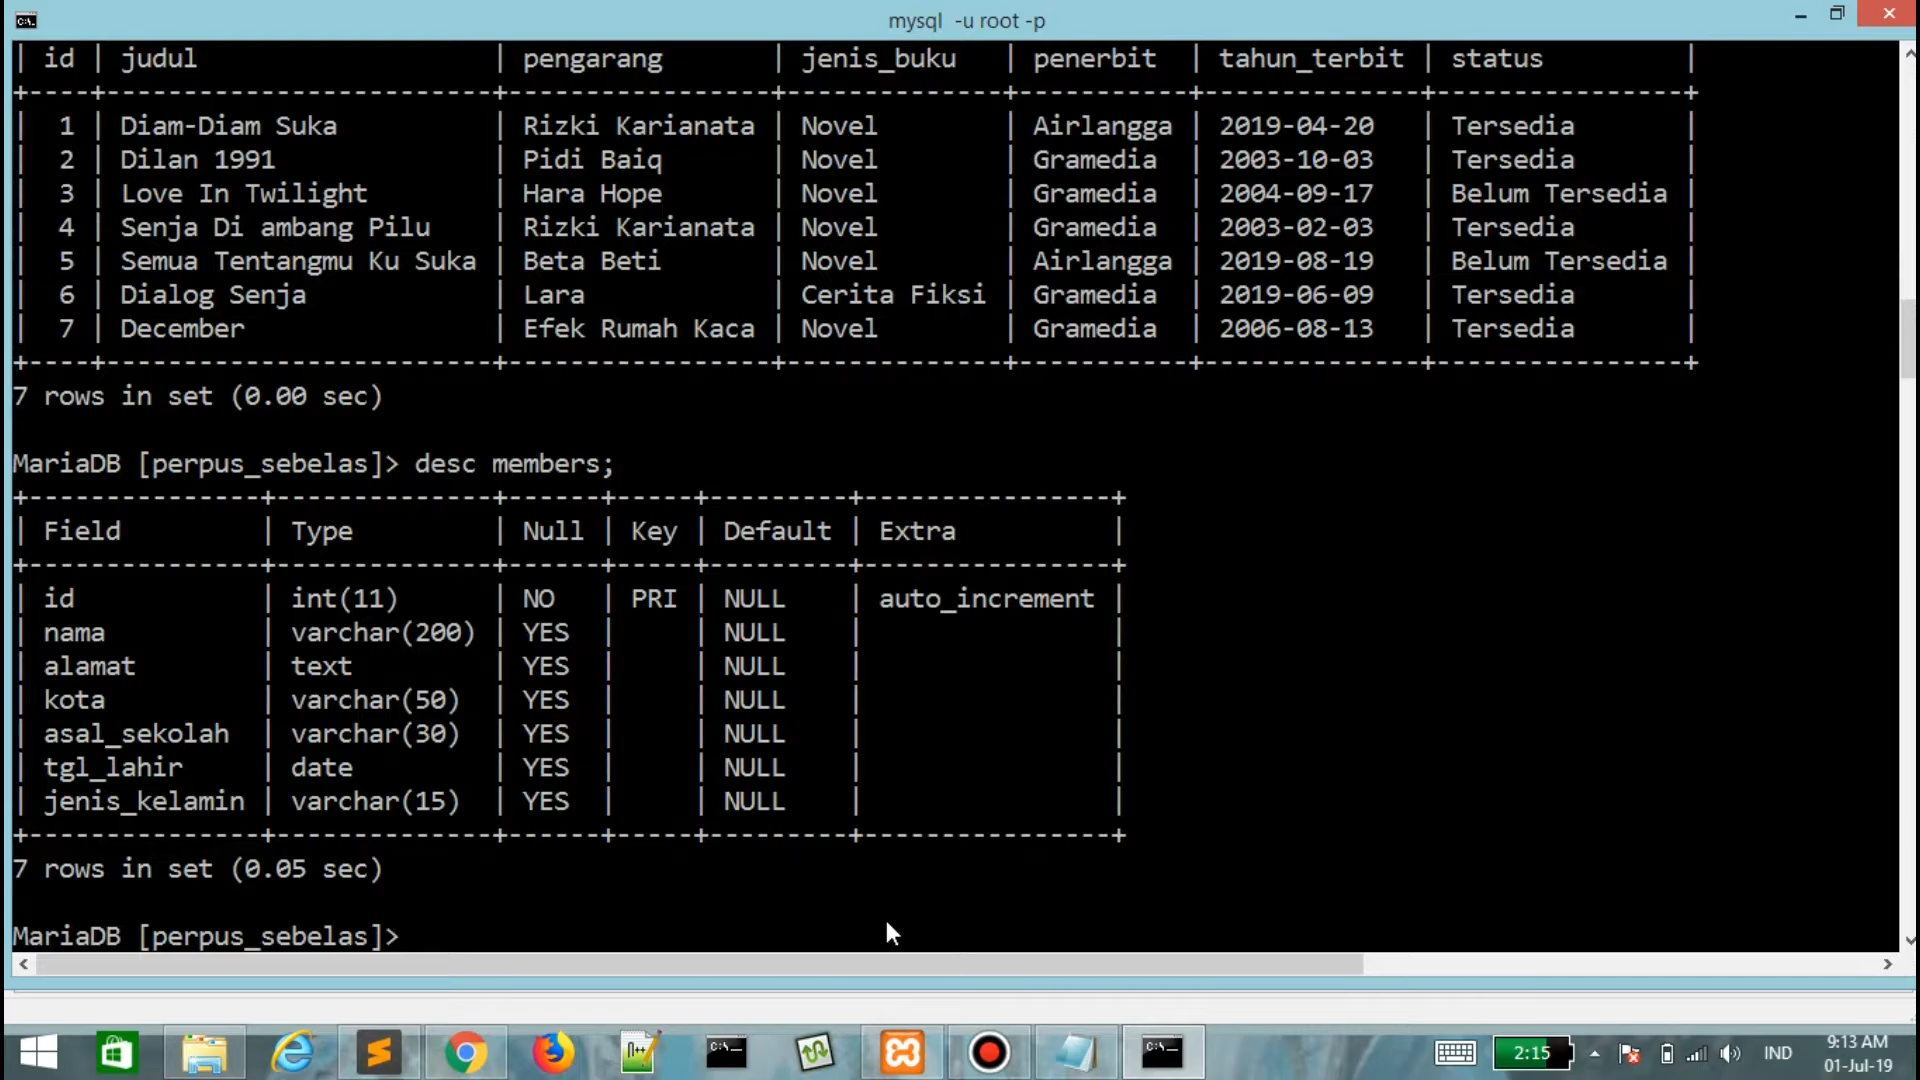 mysql -u root -p
| id | judul                   | pengarang       | jenis_buku   | penerbit  | tahun_terbit | status         |
+----+-------------------------+-----------------+--------------+-----------+--------------+----------------+
|  1 | Diam-Diam Suka          | Rizki Karianata | Novel        | Airlangga | 2019-04-20   | Tersedia       |
|  2 | Dilan 1991              | Pidi Baiq       | Novel        | Gramedia  | 2003-10-03   | Tersedia       |
|  3 | Love In Twilight        | Hara Hope       | Novel        | Gramedia  | 2004-09-17   | Belum Tersedia |
|  4 | Senja Di ambang Pilu    | Rizki Karianata | Novel        | Gramedia  | 2003-02-03   | Tersedia       |
|  5 | Semua Tentangmu Ku Suka | Beta Beti       | Novel        | Airlangga | 2019-08-19   | Belum Tersedia |
|  6 | Dialog Senja            | Lara            | Cerita Fiksi | Gramedia  | 2019-06-09   | Tersedia       |
|  7 | December                | Efek Rumah Kaca | Novel        | Gramedia  | 2006-08-13   | Tersedia       |
+----+-------------------------+-----------------+--------------+-----------+--------------+----------------+
7 rows in set (0.00 sec)
MariaDB [perpus_sebelas]> desc members;
+---------------+--------------+------+-----+---------+----------------+
| Field         | Type         | Null | Key | Default | Extra          |
+---------------+--------------+------+-----+---------+----------------+
| id            | int(11)      | NO   | PRI | NULL    | auto_increment |
| nama          | varchar(200) | YES  |     | NULL    |                |
| alamat        | text         | YES  |     | NULL    |                |
| kota          | varchar(50)  | YES  |     | NULL    |                |
| asal_sekolah  | varchar(30)  | YES  |     | NULL    |                |
| tgl_lahir     | date         | YES  |     | NULL    |                |
| jenis_kelamin | varchar(15)  | YES  |     | NULL    |                |
+---------------+--------------+------+-----+---------+----------------+
7 rows in set (0.05 sec)
MariaDB [perpus_sebelas]>
2:15 IND 9:13 AM
01-Jul-19